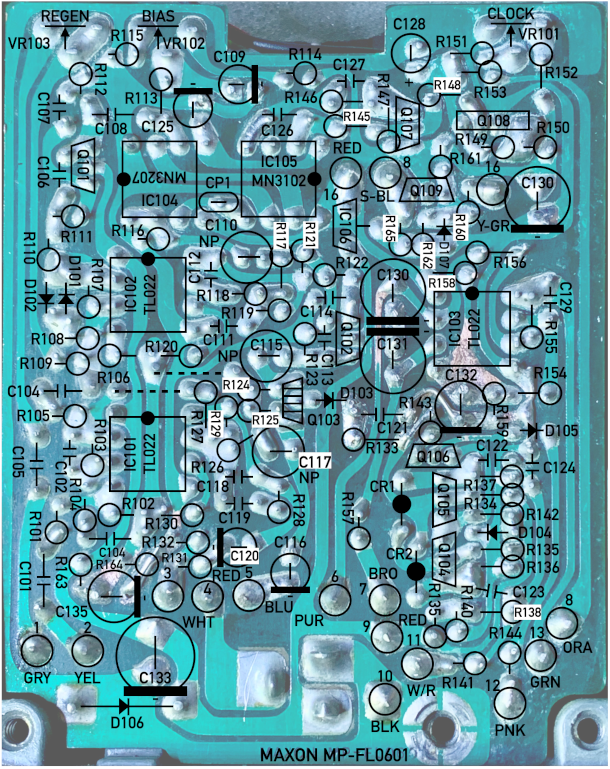 REGEN
BIAS
CLOCK
VR103
R115
VR102
C109
R114
C127
C128
R151
VR101
R152
R112
R113
R146
R147
R148
R153
C107
C108
C125
C126
R145
Q107
Q108
R149
R150
Q101
C106
MN3207
IC104
CP1
IC105
MN3102
RED
16
S-BL
8
R161
Q109
16
C130
Y-GR
R111
R116
C110
NP
R117
R121
IC106
R165
R162
D107
R160
R156
R110
D102
D101
R107
IC102
TL022
C112
R118
R119
R122
C130
R158
C129
R108
R109
R106
R120
C111
C114
C113
R123
Q102
C131
IC103
TL022
R155
NP
C115
C104
R105
R124
R125
R129
Q103
D103
C121
R133
R143
C132
R159
R154
D105
R103
IC101
TL022
R127
R126
C117
NP
Q106
C122
C124
C105
C102
R104
C118
C119
R128
CR1
Q105
R137
R134
R142
R101
R102
R130
R132
R131
C104
R164
R157
CR2
Q104
D104
R135
R136
C101
R163
C135
C120
RED
C116
BLU
BRO
C123
R138
3
4
5
6
7
WHT
PUR
RED
R135
R140
8
ORA
1
2
C133
9
11
R144
13
GRY
YEL
W/R
R141
GRN
D106
10
BLK
12
PNK
MAXON MP-FL0601